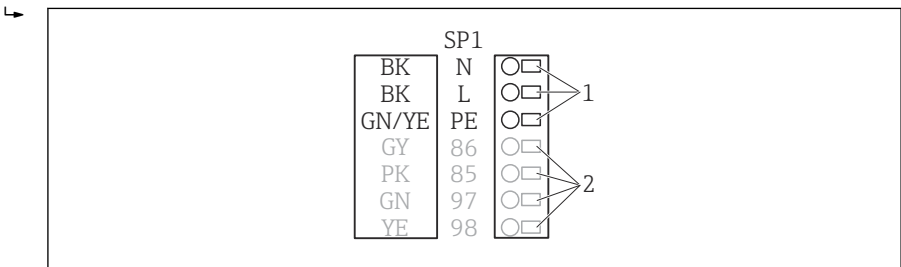 SP1
BK N
BK L 1
GN/YE PE
GY 86
PK 85 2
GN 97
YE 98